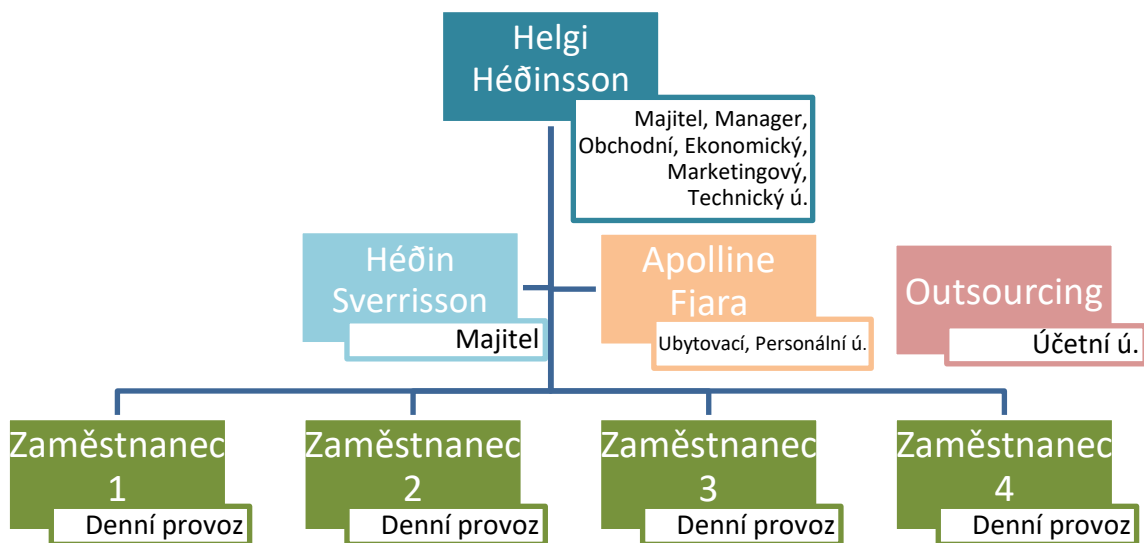 Helgi
Héðinsson
Majitel, Manager,
Obchodní, Ekonomický,
Marketingový,
Technický ú.
Héðin
Sverrisson
Majitel
Apolline
Fjara
Ubytovací, Personální ú.
Outsourcing
Účetní ú.
Zaměstnanec
1
Denní provoz
Zaměstnanec
2
Denní provoz
Zaměstnanec
3
Denní provoz
Zaměstnanec
4
Denní provoz